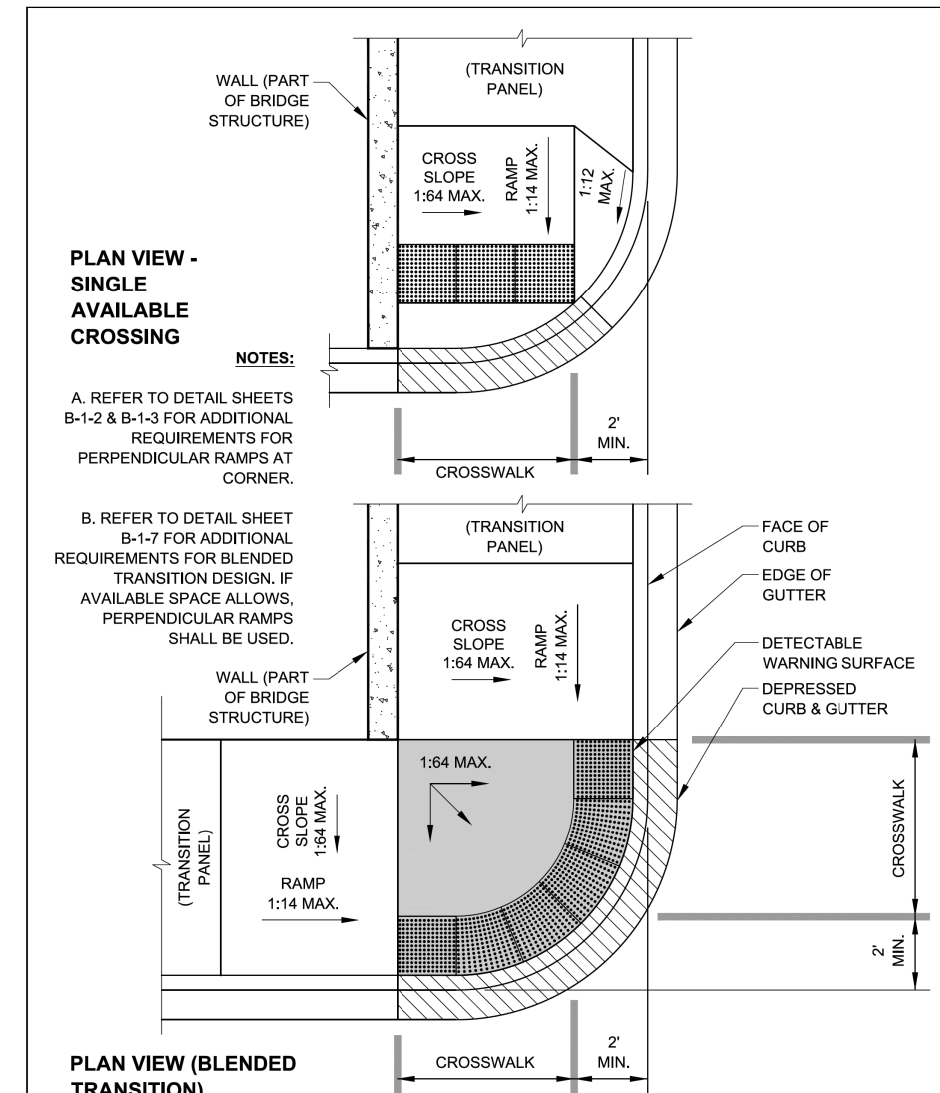 WALL (PART
OF BRIDGE
STRUCTURE)
(TRANSITION
PANEL)
CROSS
SLOPE
1:64 MAX.
RAMP
1:14 MAX.
1:12
MAX.
PLAN VIEW -
SINGLE
AVAILABLE
CROSSING
NOTES:
A. REFER TO DETAIL SHEETS
B-1-2 & B-1-3 FOR ADDITIONAL
REQUIREMENTS FOR
PERPENDICULAR RAMPS AT
CORNER.
B. REFER TO DETAIL SHEET
B-1-7 FOR ADDITIONAL
REQUIREMENTS FOR BLENDED
TRANSITION DESIGN. IF
AVAILABLE SPACE ALLOWS,
PERPENDICULAR RAMPS
SHALL BE USED.
2'
MIN.
CROSSWALK
(TRANSITION
PANEL)
FACE OF
CURB
EDGE OF
GUTTER
DETECTABLE
WARNING SURFACE
DEPRESSED
CURB & GUTTER
CROSS
SLOPE
1:64 MAX.
RAMP
1:14 MAX.
WALL (PART
OF BRIDGE
STRUCTURE)
1:64 MAX.
(TRANSITION
PANEL)
CROSS
SLOPE
1:64 MAX.
RAMP
1:14 MAX.
CROSSWALK
2'
MIN.
CROSSWALK
2'
MIN.
PLAN VIEW (BLENDED
TRANSITION)